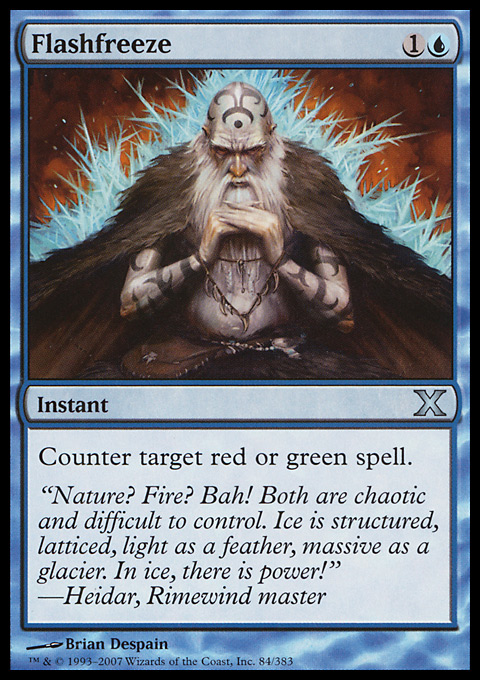 Flashfreeze 1
Instant
Counter target red or green spell.
“Nature? Fire? Bah! Both are chaotic
and difficult to control. Ice is structured,
latticed, light as a feather, massive as a
glacier. In ice, there is power!”
—Heidar, Rimewind master
Brian Despain
™ & © 1993–2007 Wizards of the Coast, Inc. 84/383